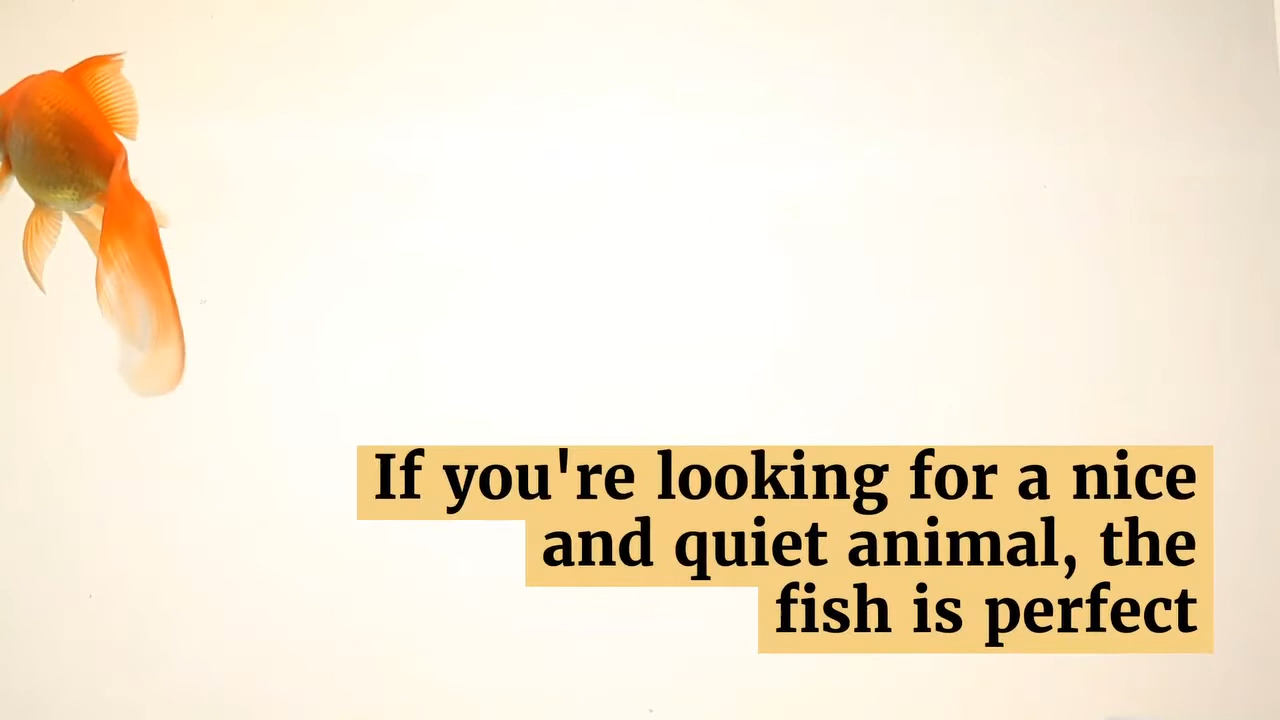 If you're looking for a nice
and quiet animal, the
fish is perfect